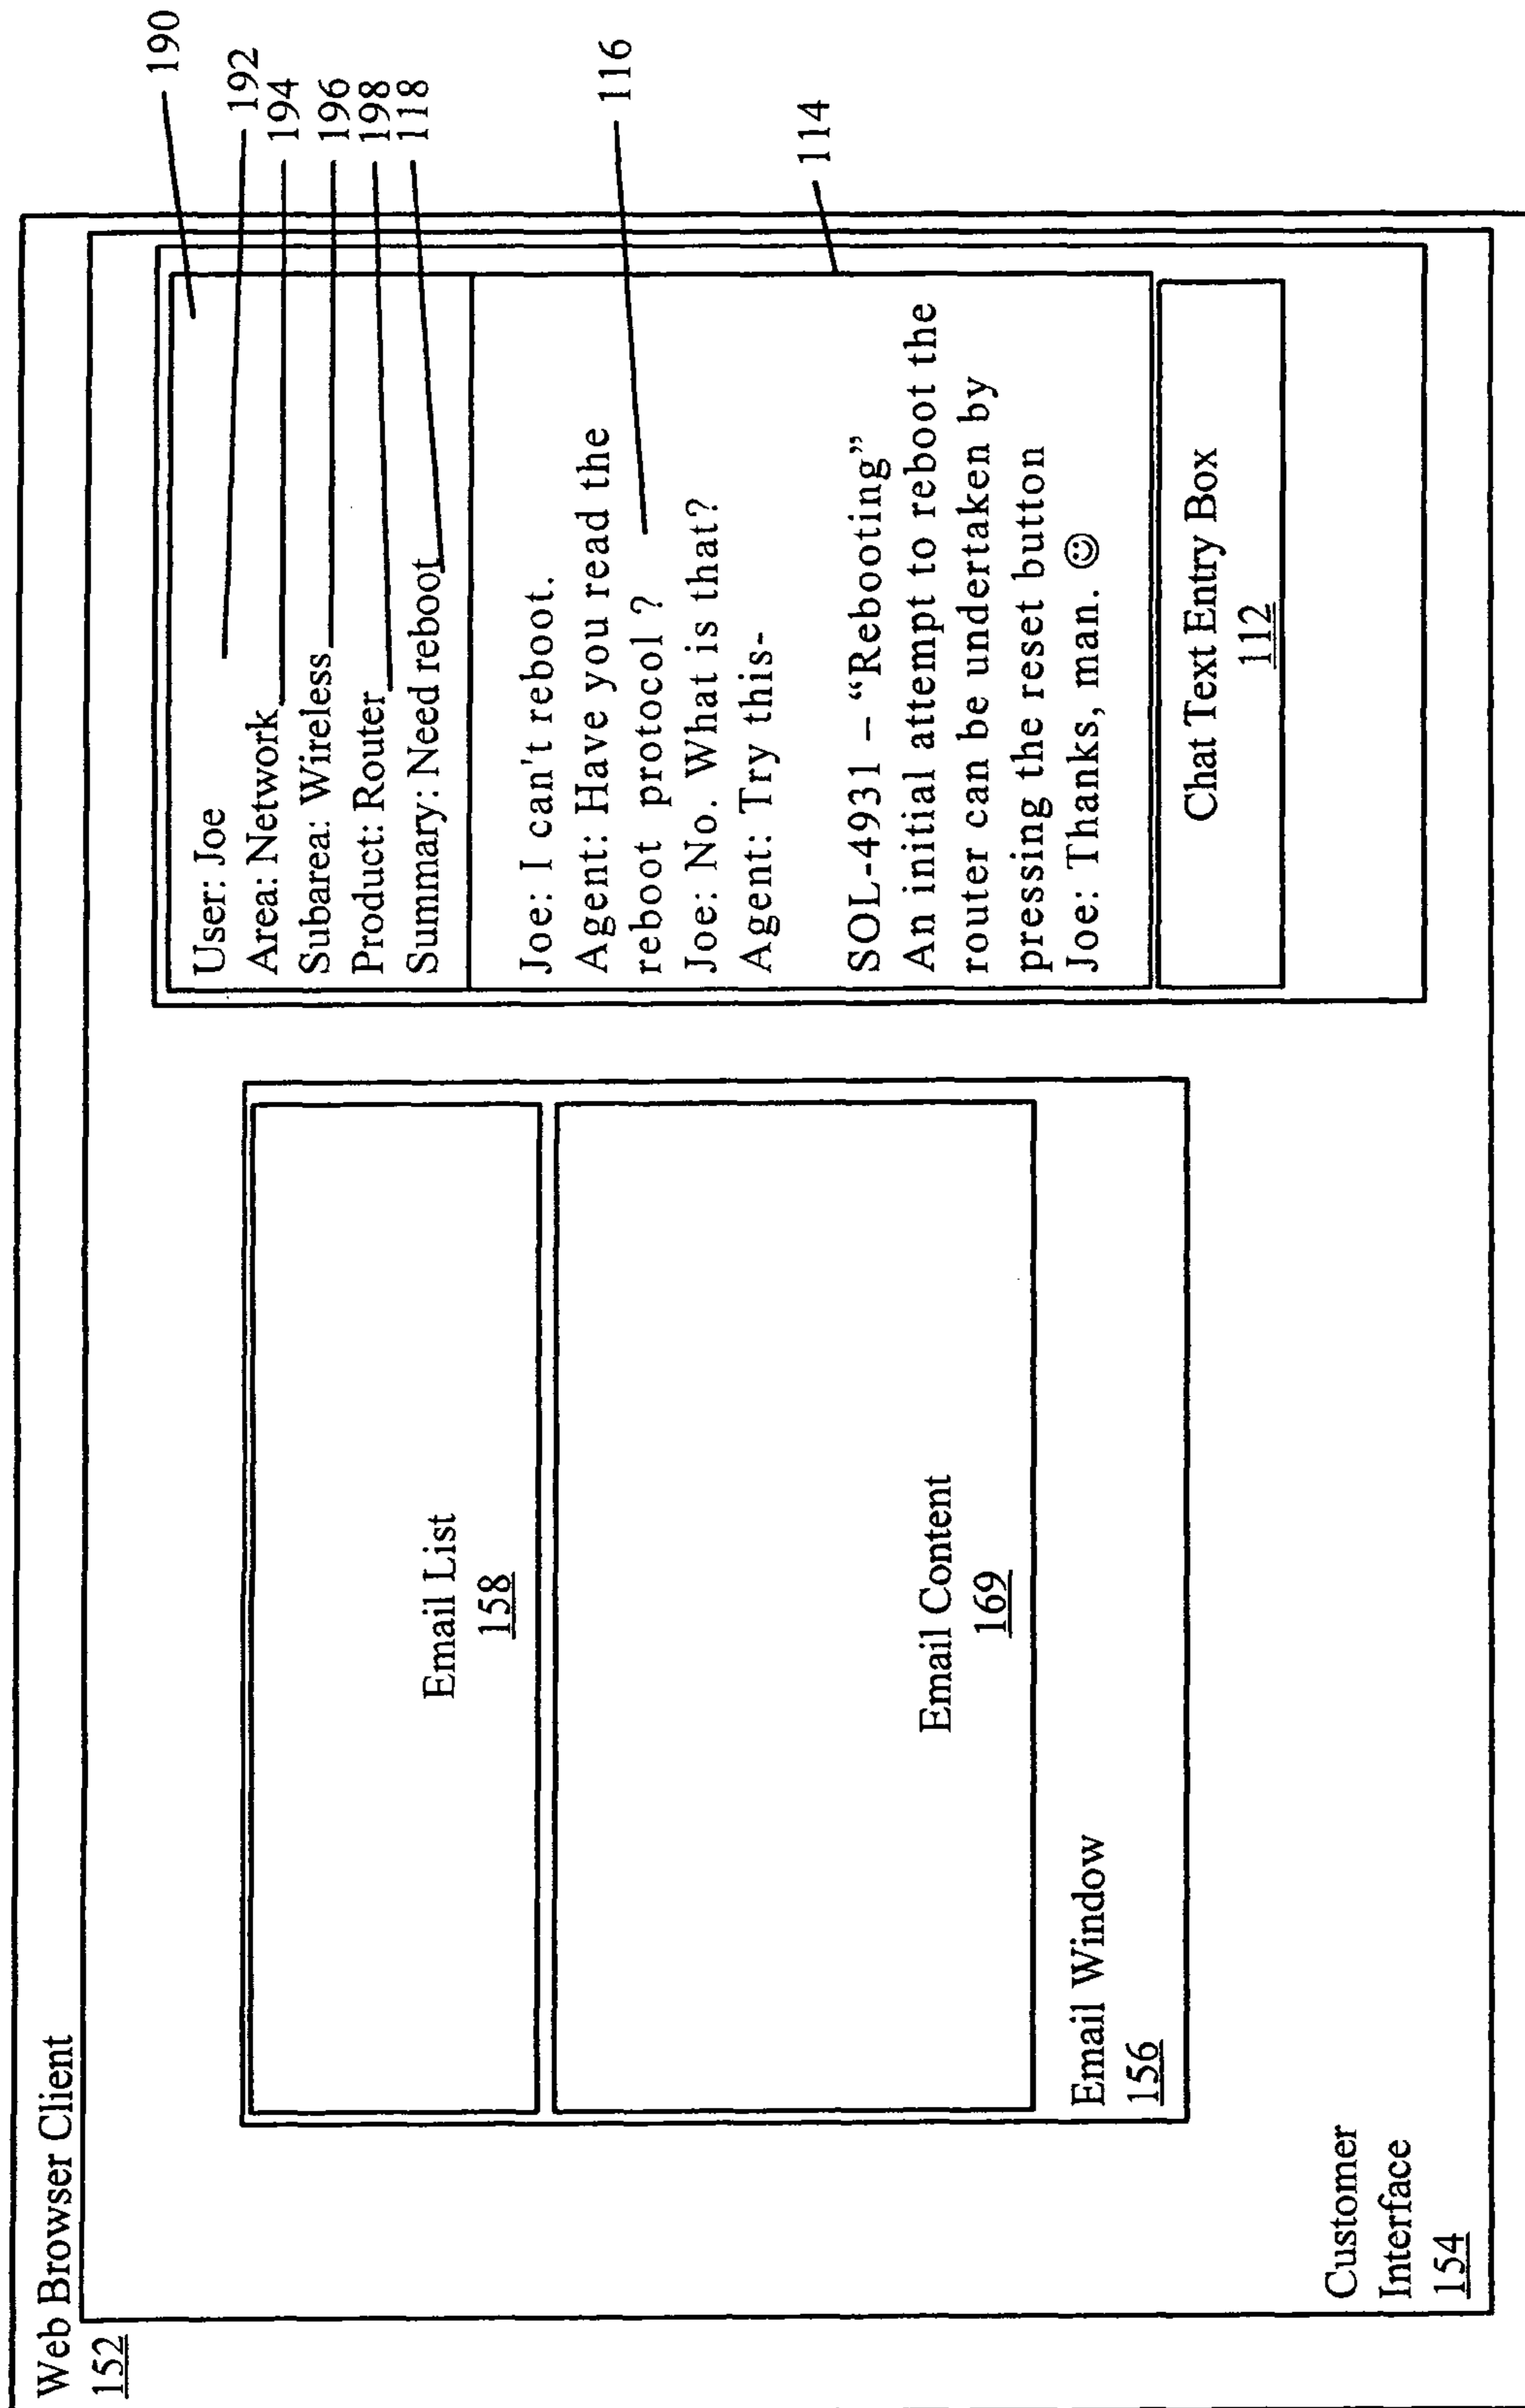 Web Browser Client
152
190
192
194
196
198
118
116
114
User: Joe
Area: Network
Subarea: Wireless
Product: Router
Summary: Need reboot
Joe: I can't reboot.
Agent: Have you read the
reboot protocol ?
Joe: No. What is that?
Agent: Try this-
SOL-4931 – “Rebooting”
An initial attempt to reboot the
router can be undertaken by
pressing the reset button
Joe: Thanks, man. ☺
Chat Text Entry Box
112
Email List
158
Email Content
169
Email Window
156
Customer
Interface
154